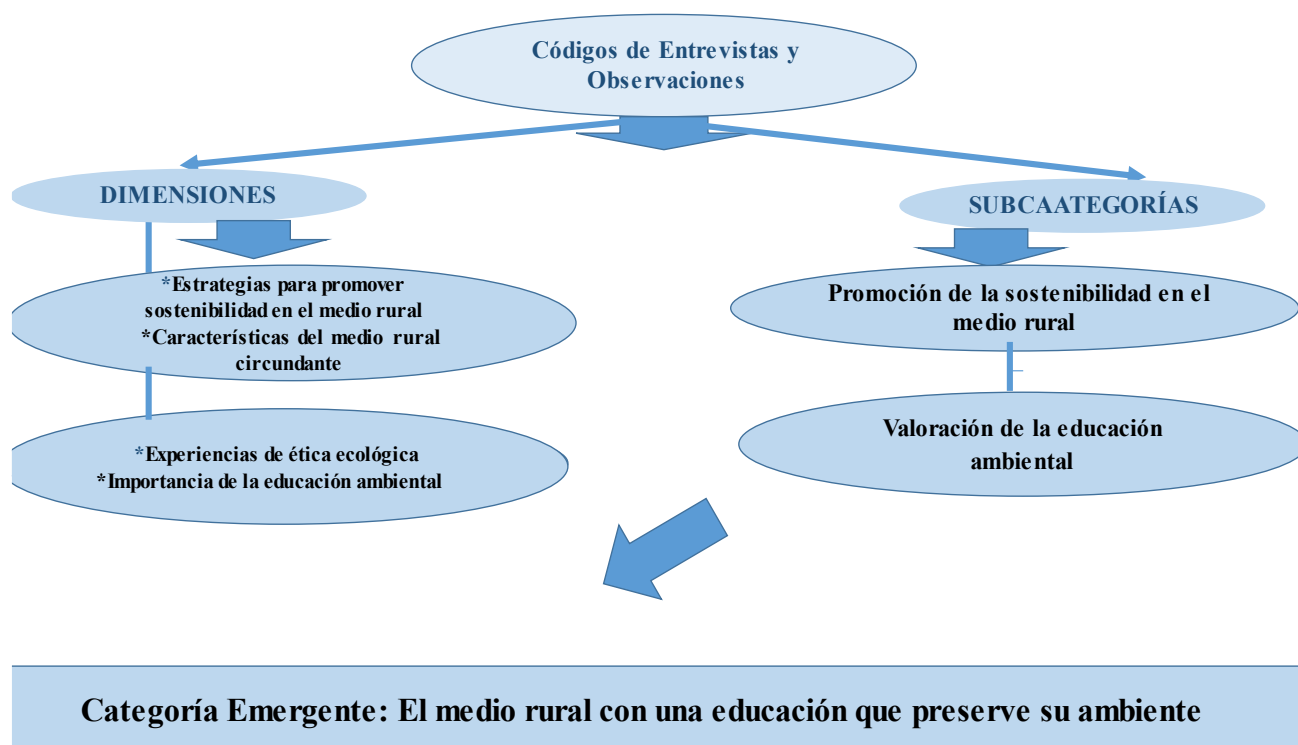 Códigos de Entrevistas y
Observaciones
DIMENSIONES
SUBCAATEGORÍAS
*Estrategias para promover
sostenibilidad en el medio rural
*Características del medio rural
circundante
Promoción de la sostenibilidad en el
medio rural
*Experiencias de ética ecológica
*Importancia de la educación ambiental
Valoración de la educación
ambiental
Categoría Emergente: El medio rural con una educación que preserve su ambiente